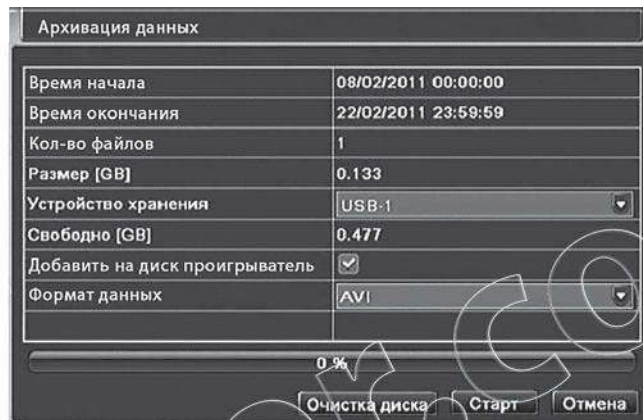 Архивация данных
Время начала 08/02/2011 00:00:00
Время окончания 22/02/2011 23:59:59
Кол-во файлов 1
Размер [GB] 0.133
Устройство хранения USB-1
Свободно [GB] 0.477
Добавить на диск проигрыватель
Формат данных AVI
0 %
Очистка диска Старт Отмена